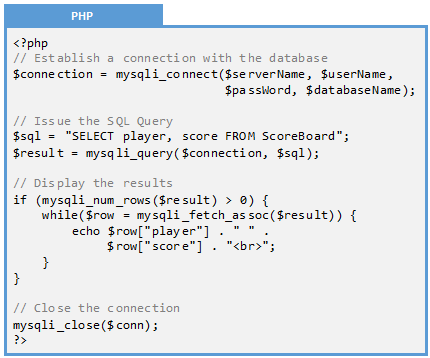 PHP
<?php
// Establish a connection with the database
$connection = mysqli_connect($serverName, $userName,
                             $passWord, $databaseName);

// Issue the SQL Query
$sql = "SELECT player, score FROM ScoreBoard";
$result = mysqli_query($connection, $sql);

// Display the results
if (mysqli_num_rows($result) > 0) {
    while($row = mysqli_fetch_assoc($result)) {
        echo $row["player"] . " " .
             $row["score"] . "<br>";
    }
}

// Close the connection
mysqli_close($conn);
?>